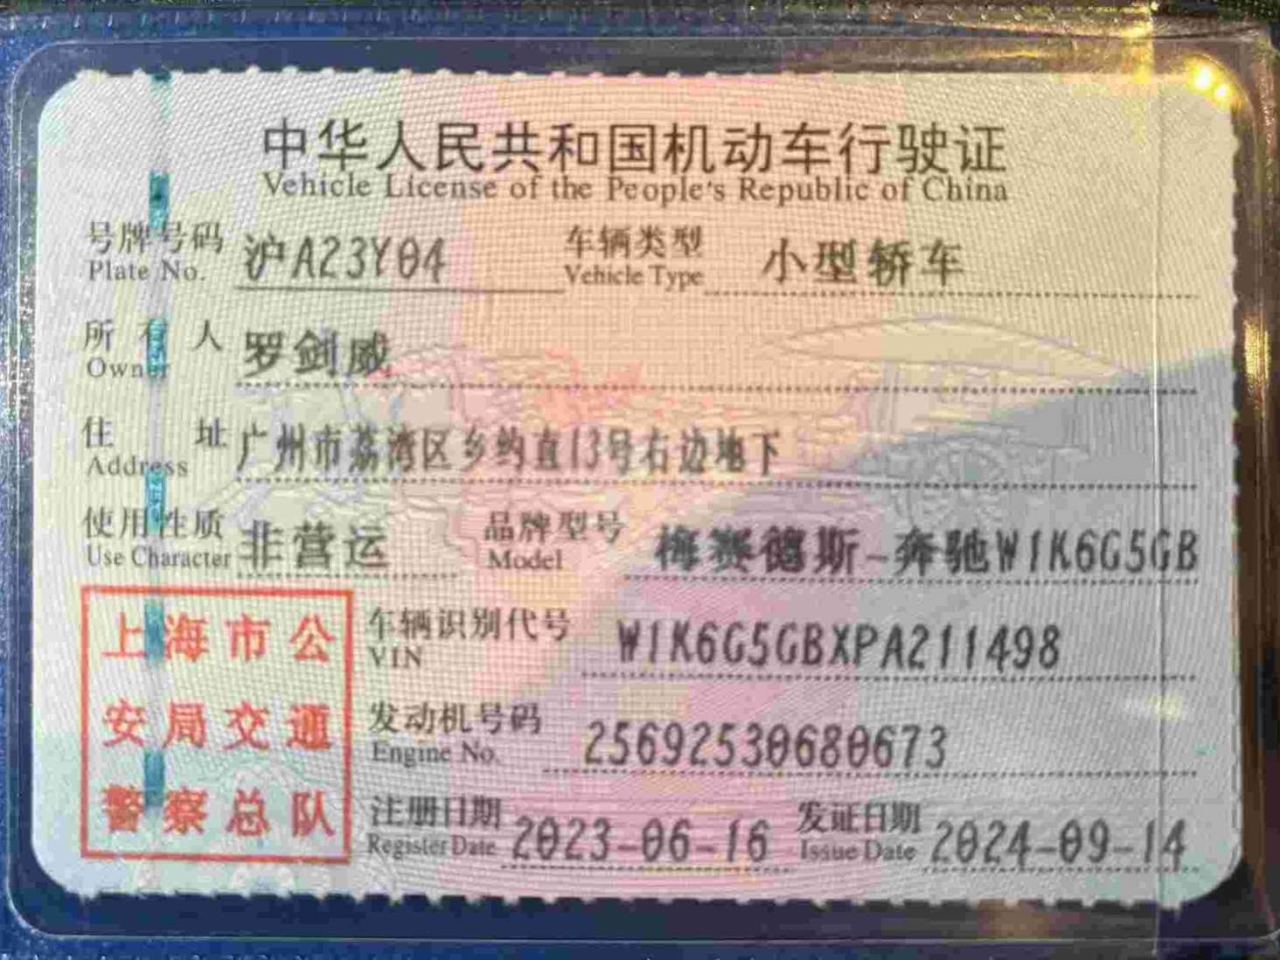 中华人民共和国机动车行驶证
Vehicle License of the People's Republic of China
号牌号码 沪A23Y04 车辆类型 小型轿车
Plate No. Vehicle Type
所有人 罗剑威
Owner
住址 广州市荔湾区乡约直13号右边地下
Address
使用性质 非营运 品牌型号 梅赛德斯-奔驰W1K6G5GB
Use Character Model
上海市公
安局交通
警察总队
车辆识别代号 W1K6G5GBXPA211498
VIN
发动机号码 25692530680673
Engine No.
注册日期 2023-06-16 发证日期 2024-09-14
Register Date Issue Date